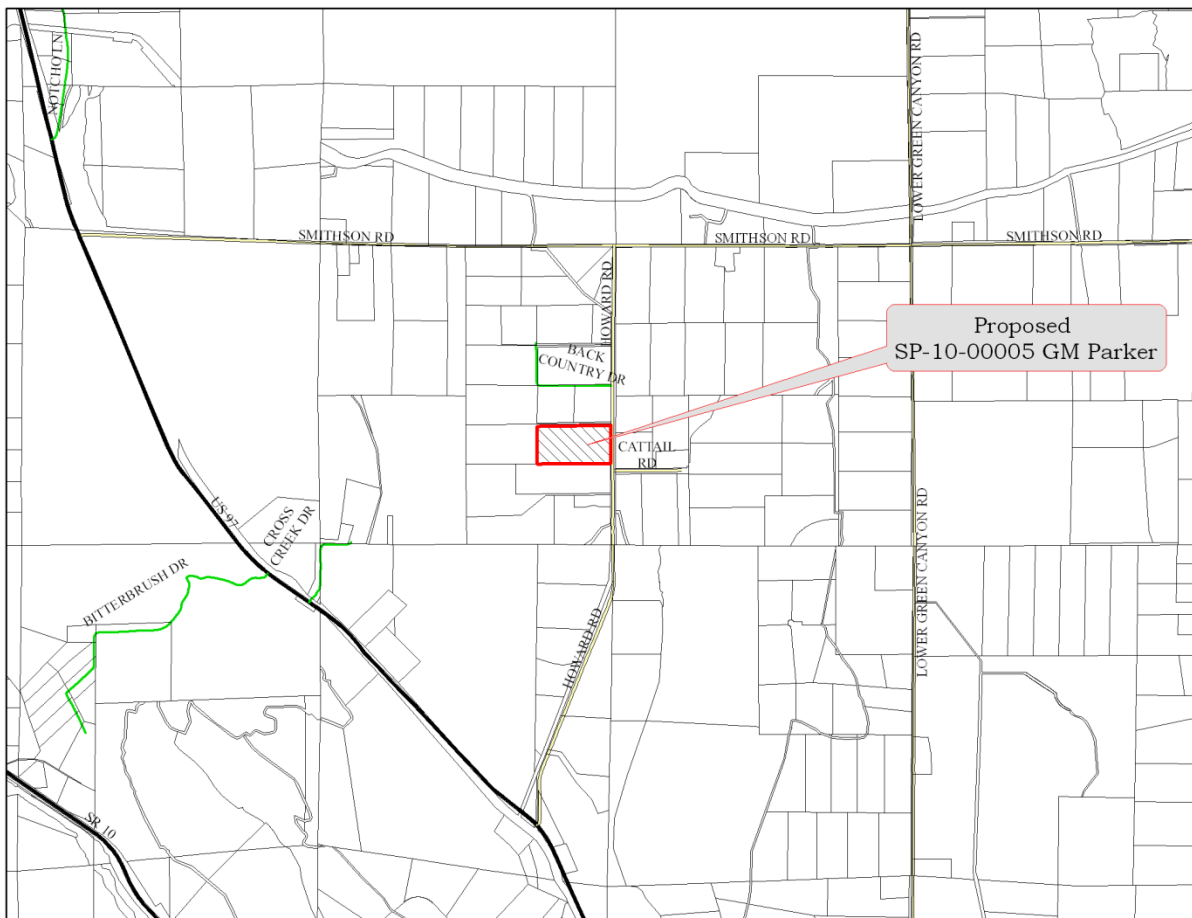 NOTCHO LN
LOWER GREEN CANYON RD
SMITHSON RD
SMITHSON RD
SMITHSON RD
HOWARD RD
Proposed
SP-10-00005 GM Parker
BACK
COUNTRY DR
CATTAIL
RD
US 97
CROSS
CREEK DR
BITTERBRUSH DR
LOWER GREEN CANYON RD
HOWARD RD
SR 10